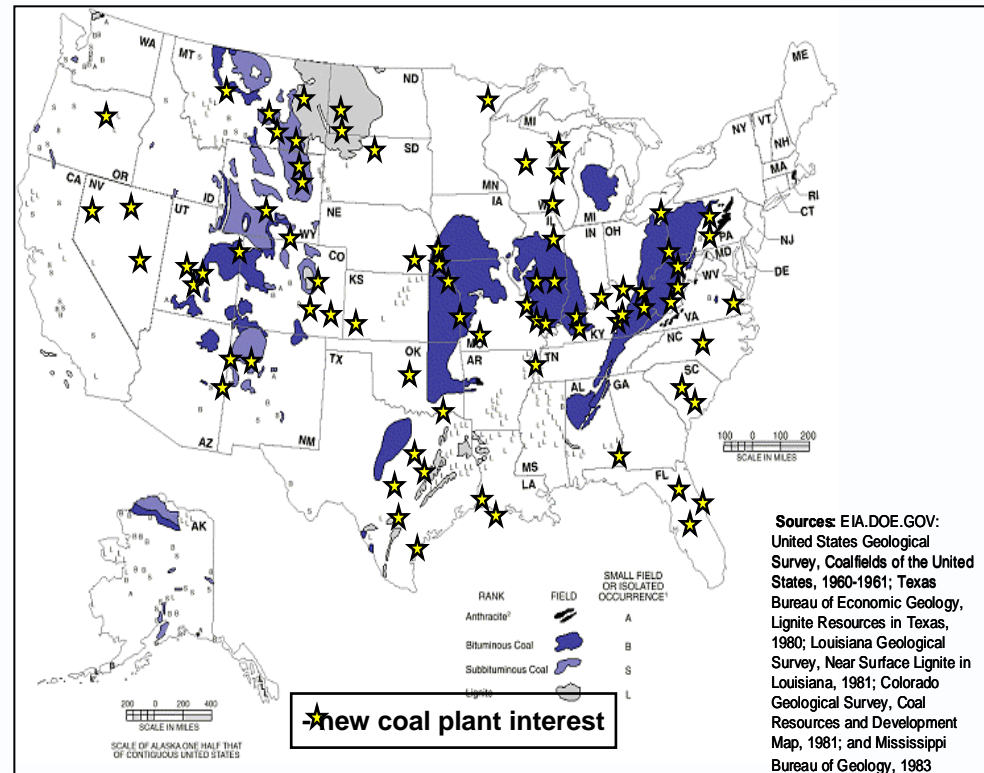 WA
MT
ND
ME
MI
NY
VT
NH
MA
RI
CT
OR
ID
SD
MN
CA
NV
UT
WY
NE
IA
W
IL
MI
IN
OH
PA
NJ
MD
DE
WV
VA
CO
KS
MO
KY
NC
TN
AZ
NM
TX
OK
AR
SC
AL
GA
MS
LA
FL
100 0 100 200
SCALE IN MILES
AK
200 0 200 400
SCALE IN MILES
SCALE OF ALASKA ONE HALF THAT
OF CONTIGUOUS UNITED STATES
SMALL FIELD
OR ISOLATED
RANK FIELD OCCURRENCE¹
Anthracite² A
Bituminous Coal B
Subbituminous Coal S
Lignite L
- new coal plant interest
Sources: EIA.DOE.GOV:
United States Geological
Survey, Coalfields of the United
States, 1960-1961; Texas
Bureau of Economic Geology,
Lignite Resources in Texas,
1980; Louisiana Geological
Survey, Near Surface Lignite in
Louisiana, 1981; Colorado
Geological Survey, Coal
Resources and Development
Map, 1981; and Mississippi
Bureau of Geology, 1983